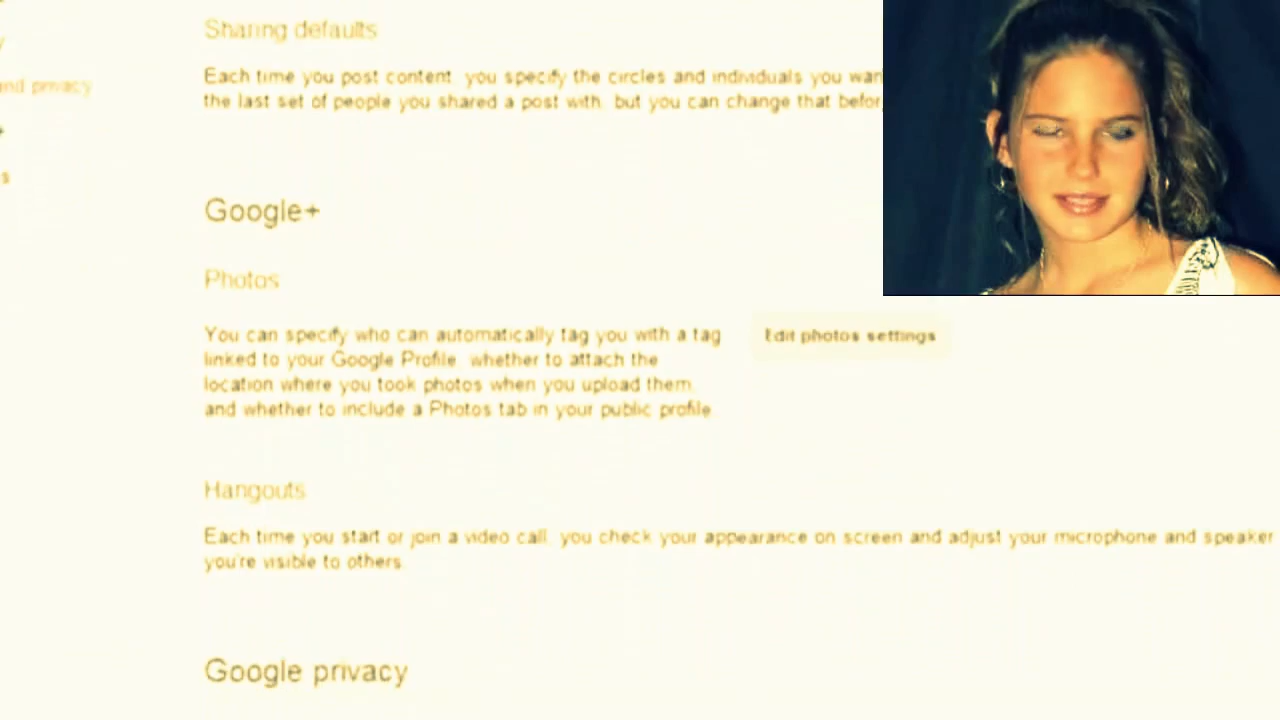 Sharing defaults
and privacy
Each time you post content you specify the circles and individuals you
the last set of people you shared a post with but you can change that
Google+
Photos
You can specify who can automatically tag you with a tag
Edit photos settings
linked to your Google Profile whether to attach the
location where you took photos when you upload them
and whether to include a Photos tab in your public profile
Hangouts
Each time you start or join a video call you check your appearance on screen and adjust your microphone and speaker
you're visible to others
Google privacy